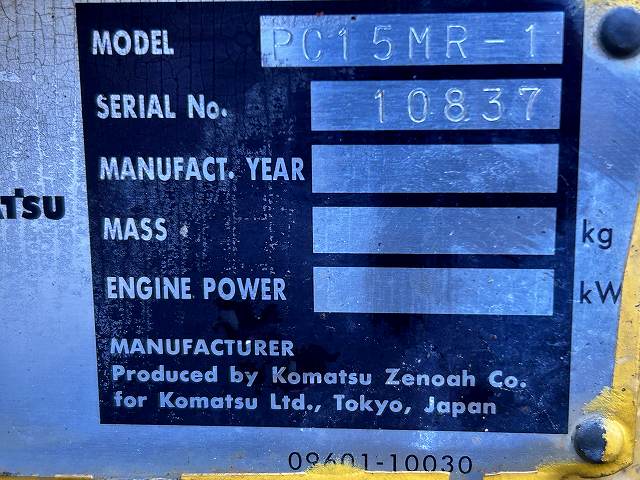 MODEL PC15MR-1
SERIAL No. 10837
MANUFACT. YEAR
ATSU
MASS kg
ENGINE POWER kW
MANUFACTURER
Produced by Komatsu Zenoah Co.
for Komatsu Ltd., Tokyo, Japan
09601-10030